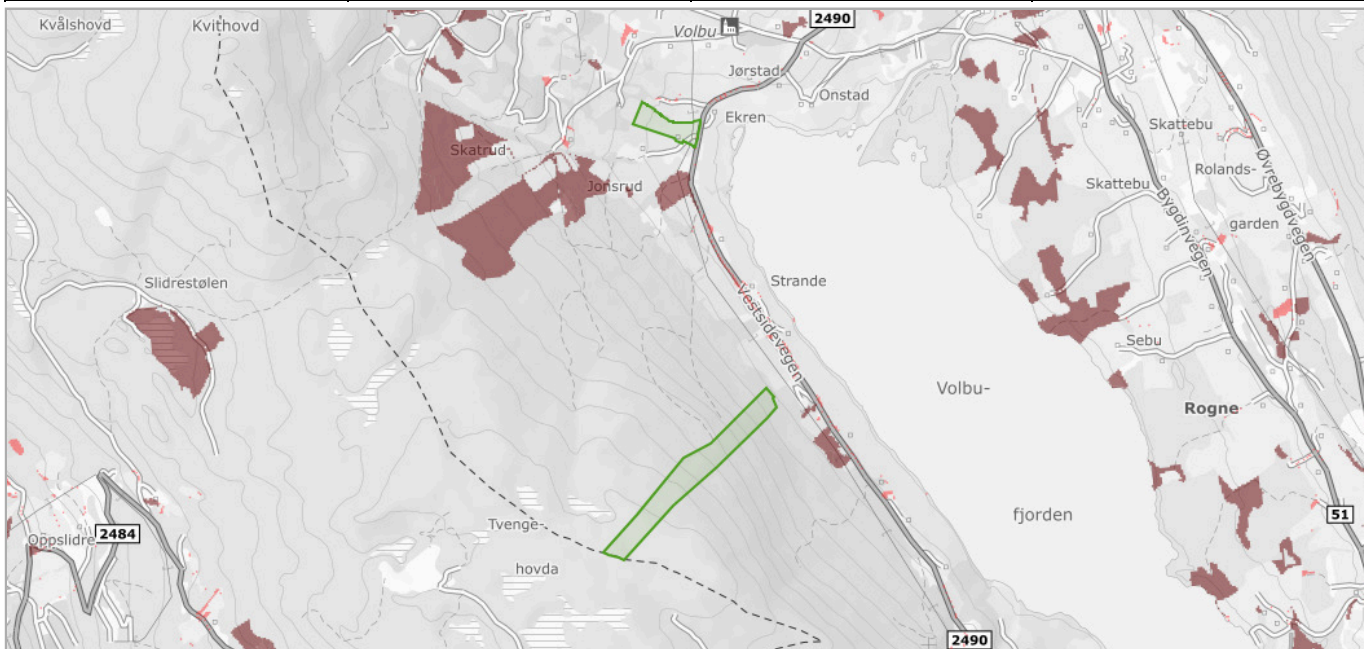 2490
Kvålshovd
Kvithovd
Volbu
Jørstad
Onstad
Ekren
Skattebu
Skatrud
Jonsrud
Skattebu
Rolands-
garden
Øvrebygdvegen
Bygdinvegen
Slidrestølen
Strande
Vestsidevegen
Sebu
Volbu-
Rogne
fjorden
51
Tvenge-
hovda
2484
Oppslidre
2490